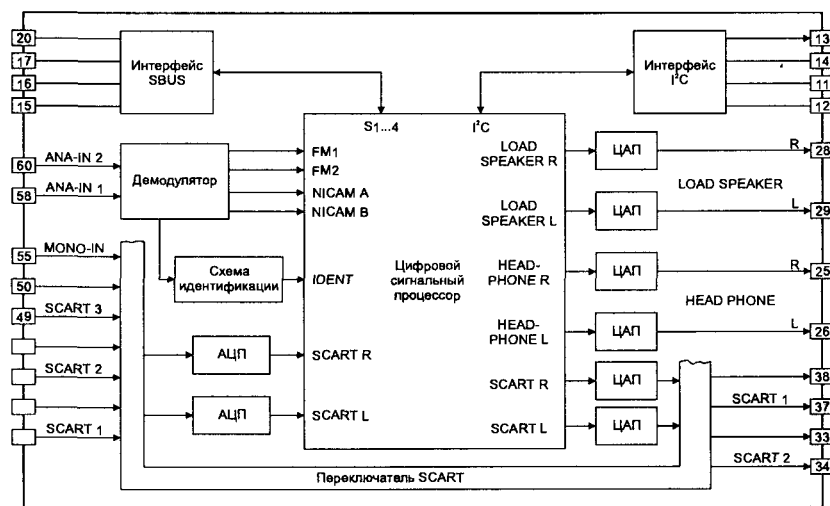 20
17
16
15
Интерфейс
SBUS
Интерфейс
I²C
13
14
11
12
S1...4
I²C
60
ANA-IN 2
58
ANA-IN 1
Демодулятор
FM1
FM2
NICAM A
NICAM B
LOAD
SPEAKER R
ЦАП
R
28
LOAD SPEAKER
LOAD
SPEAKER L
ЦАП
L
29
55
MONO-IN
50
49
SCART 3
SCART 2
SCART 1
Схема
идентификации
IDENT
Цифровой
сигнальный
процессор
HEAD-
PHONE R
ЦАП
R
25
HEAD PHONE
HEAD-
PHONE L
ЦАП
L
26
АЦП
SCART R
АЦП
SCART L
SCART R
ЦАП
SCART L
ЦАП
38
SCART 1
37
33
SCART 2
34
Переключатель SCART